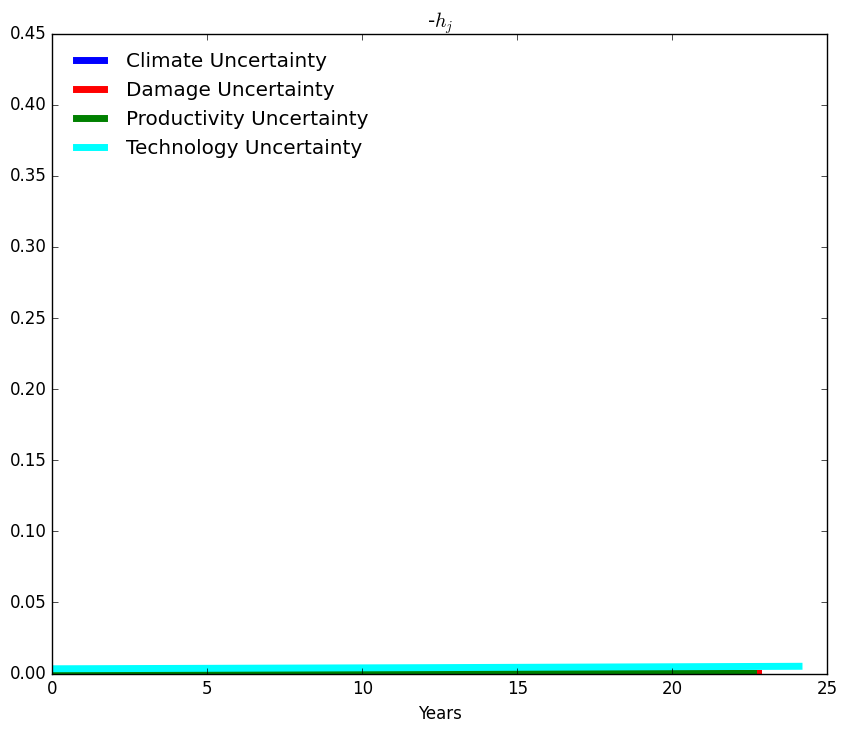 -h_j
Climate Uncertainty
Damage Uncertainty
Productivity Uncertainty
Technology Uncertainty
0.45
0.40
0.35
0.30
0.25
0.20
0.15
0.10
0.05
0.00
0 5 10 15 20 25
Years